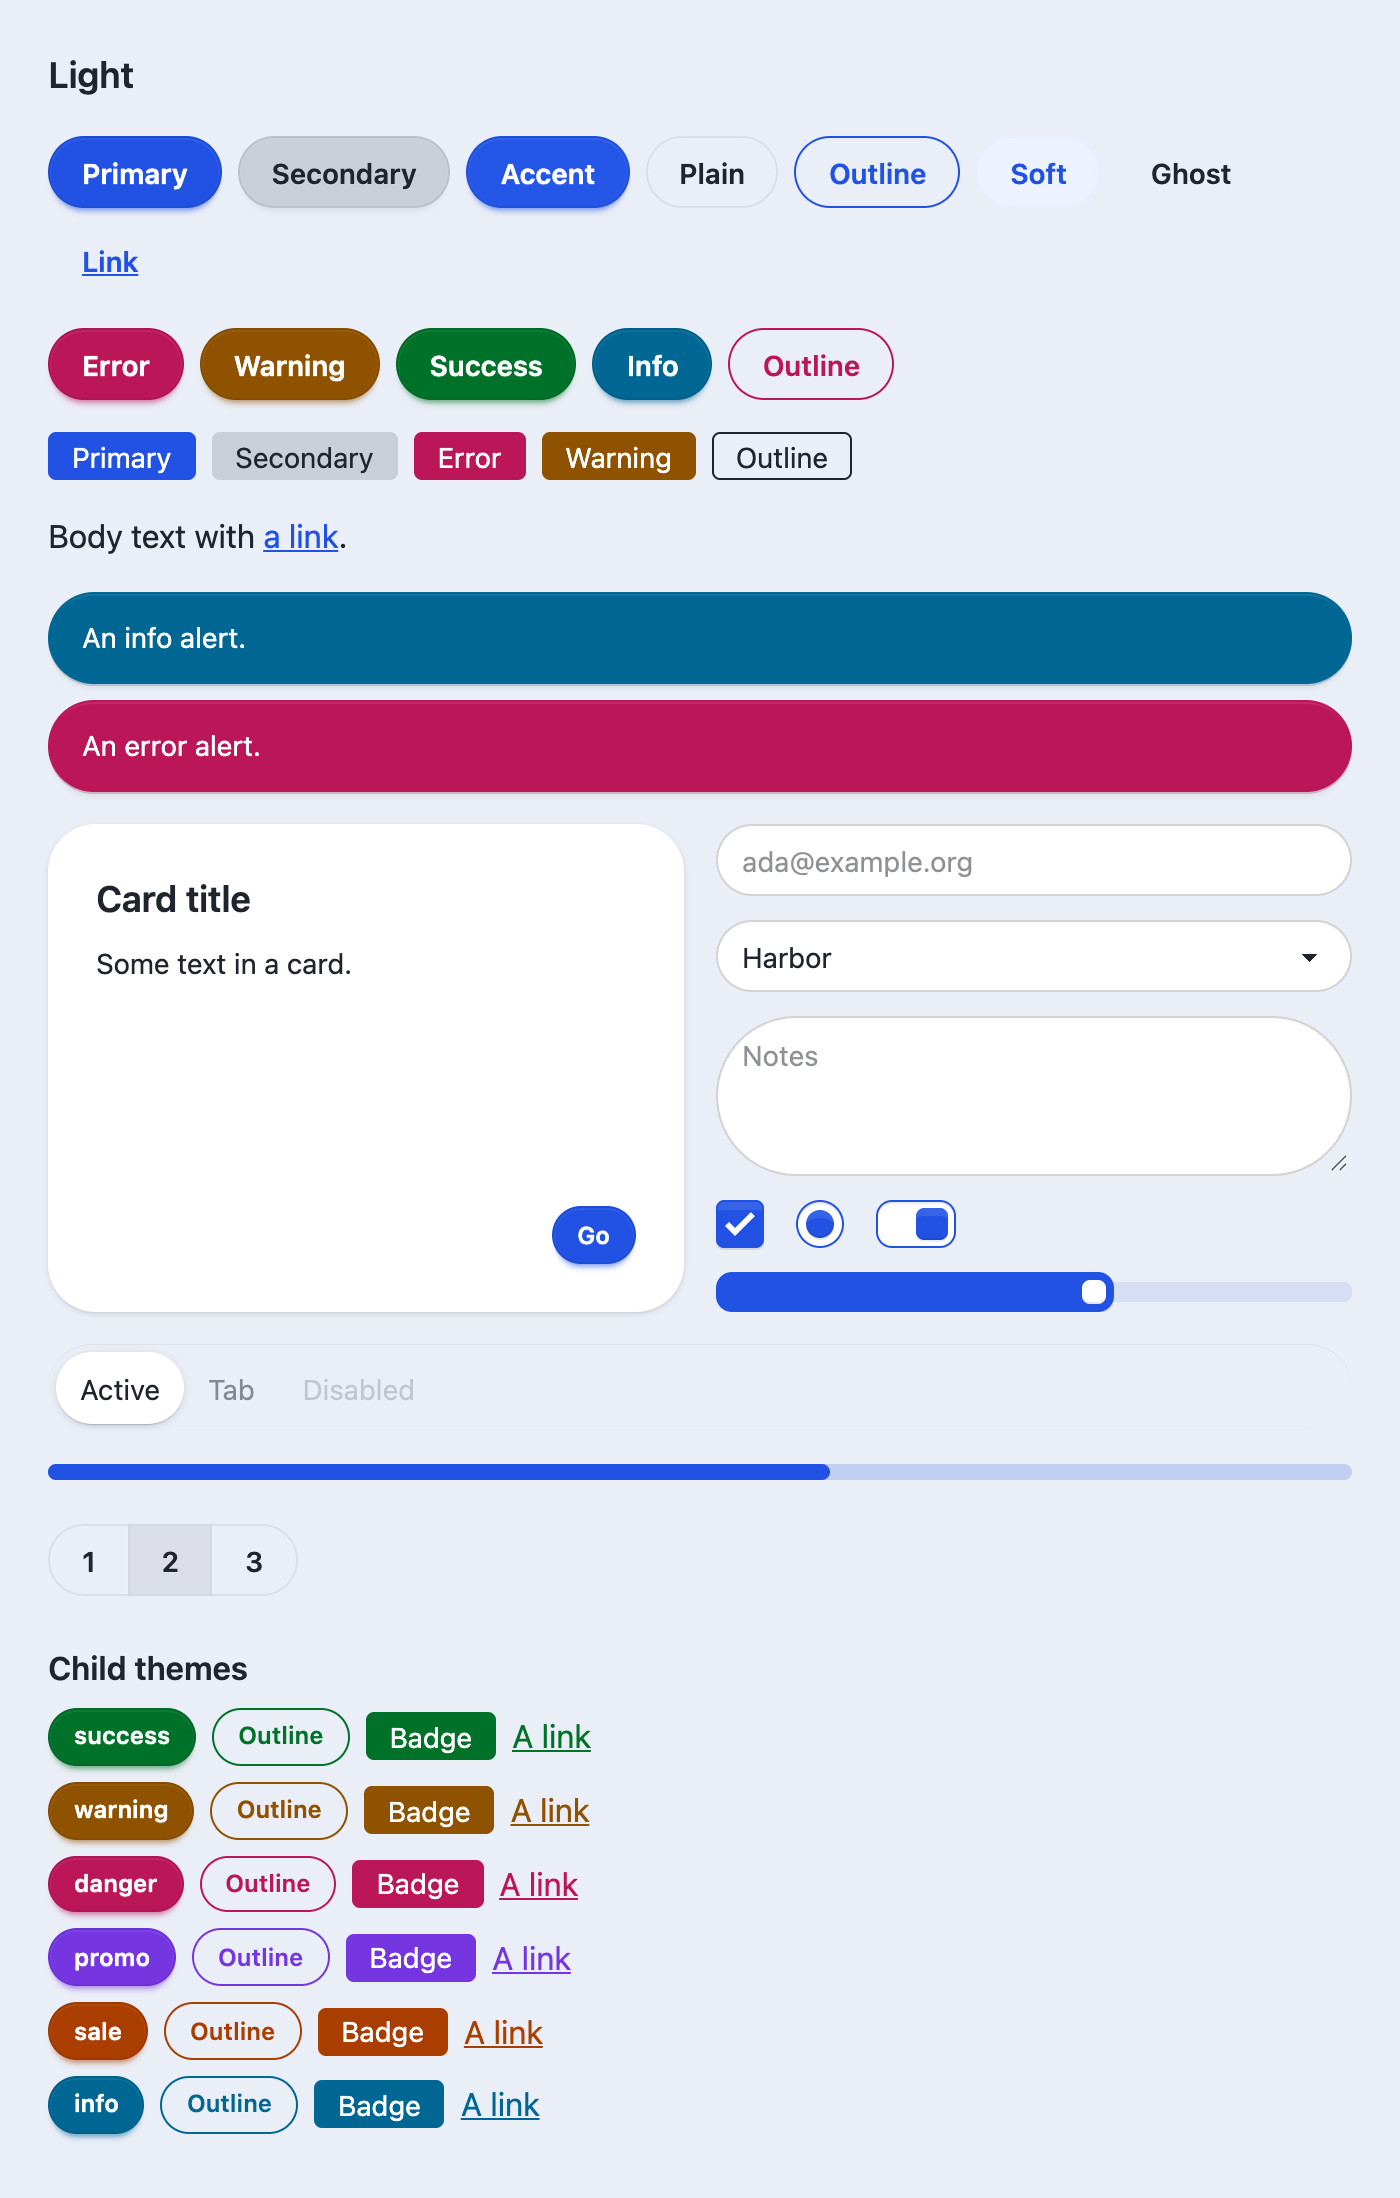 Light
Primary Secondary Accent Plain Outline Soft Ghost
Link
Error Warning Success Info Outline
Primary Secondary Error Warning Outline
Body text with a link.
An info alert.
An error alert.
Card title
Some text in a card.
Go
ada@example.org
Harbor
Notes
Active Tab Disabled
1 2 3
Child themes
success Outline Badge A link
warning Outline Badge A link
danger Outline Badge A link
promo Outline Badge A link
sale Outline Badge A link
info Outline Badge A link